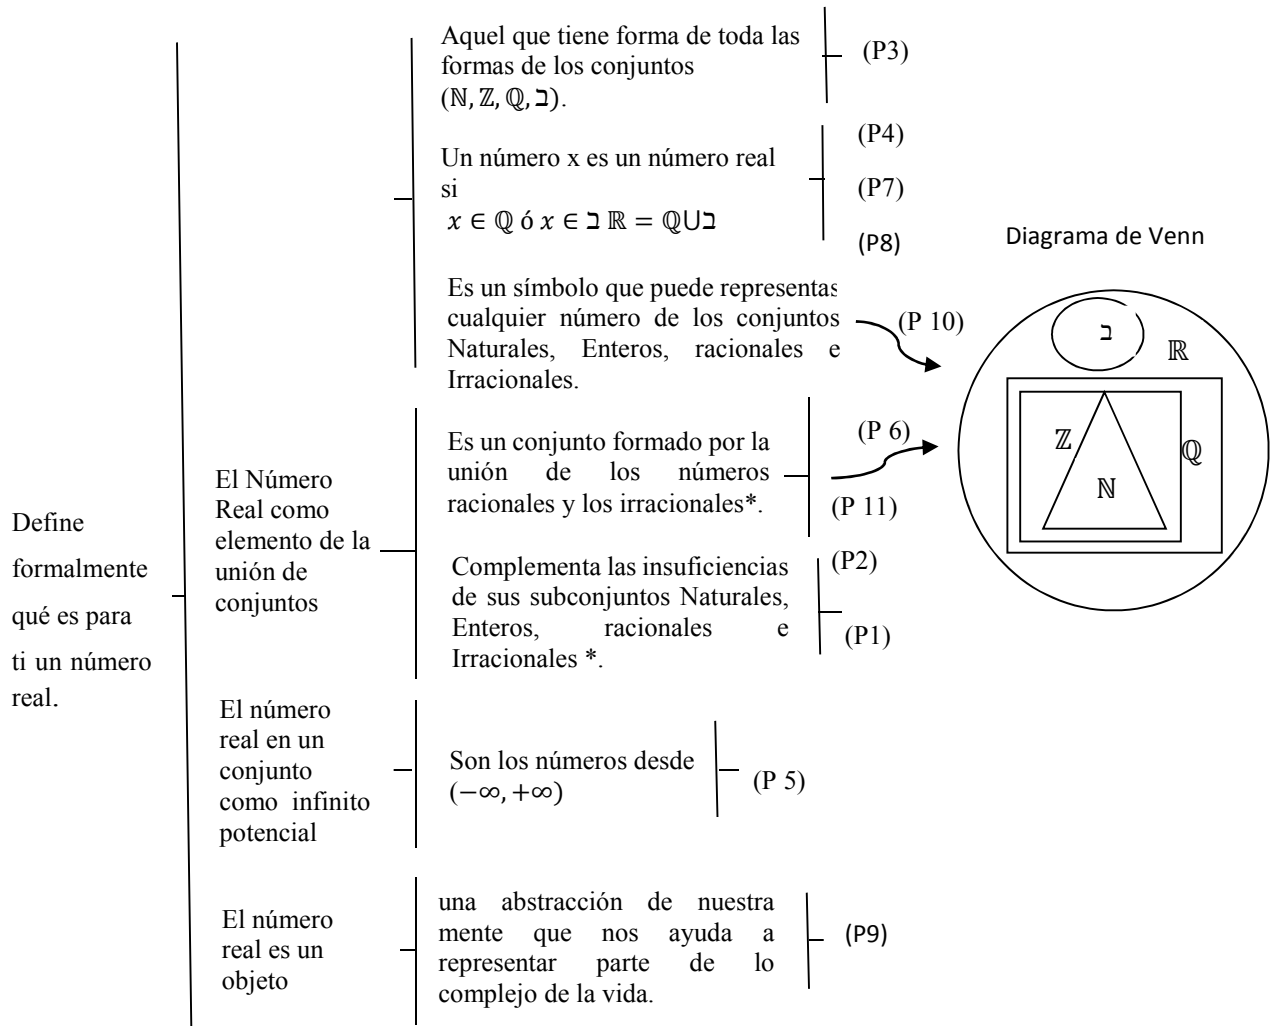 Define
formalmente
qué es para
ti un número
real.
El Número
Real como
elemento de la
unión de
conjuntos
El número
real en un
conjunto
como infinito
potencial
El número
real es un
objeto
Aquel que tiene forma de toda las
formas de los conjuntos
(ℕ, ℤ, ℚ, ℶ).
(P3)
Un número x es un número real
si
𝑥 ∈ ℚ ó 𝑥 ∈ ℶ ℝ = ℚ⋃ℶ
(P4)
(P7)
(P8)
Es un símbolo que puede representas
cualquier número de los conjuntos
Naturales, Enteros, racionales e
Irracionales.
(P 10)
Es un conjunto formado por la
unión de los números
racionales y los irracionales*.
(P 6)
(P 11)
Complementa las insuficiencias
de sus subconjuntos Naturales,
Enteros, racionales e
Irracionales *.
(P2)
(P1)
Son los números desde
(−∞, +∞)
(P 5)
una abstracción de nuestra
mente que nos ayuda a
representar parte de lo
complejo de la vida.
(P9)
Diagrama de Venn
ℶ
ℝ
ℤ
ℚ
ℕ